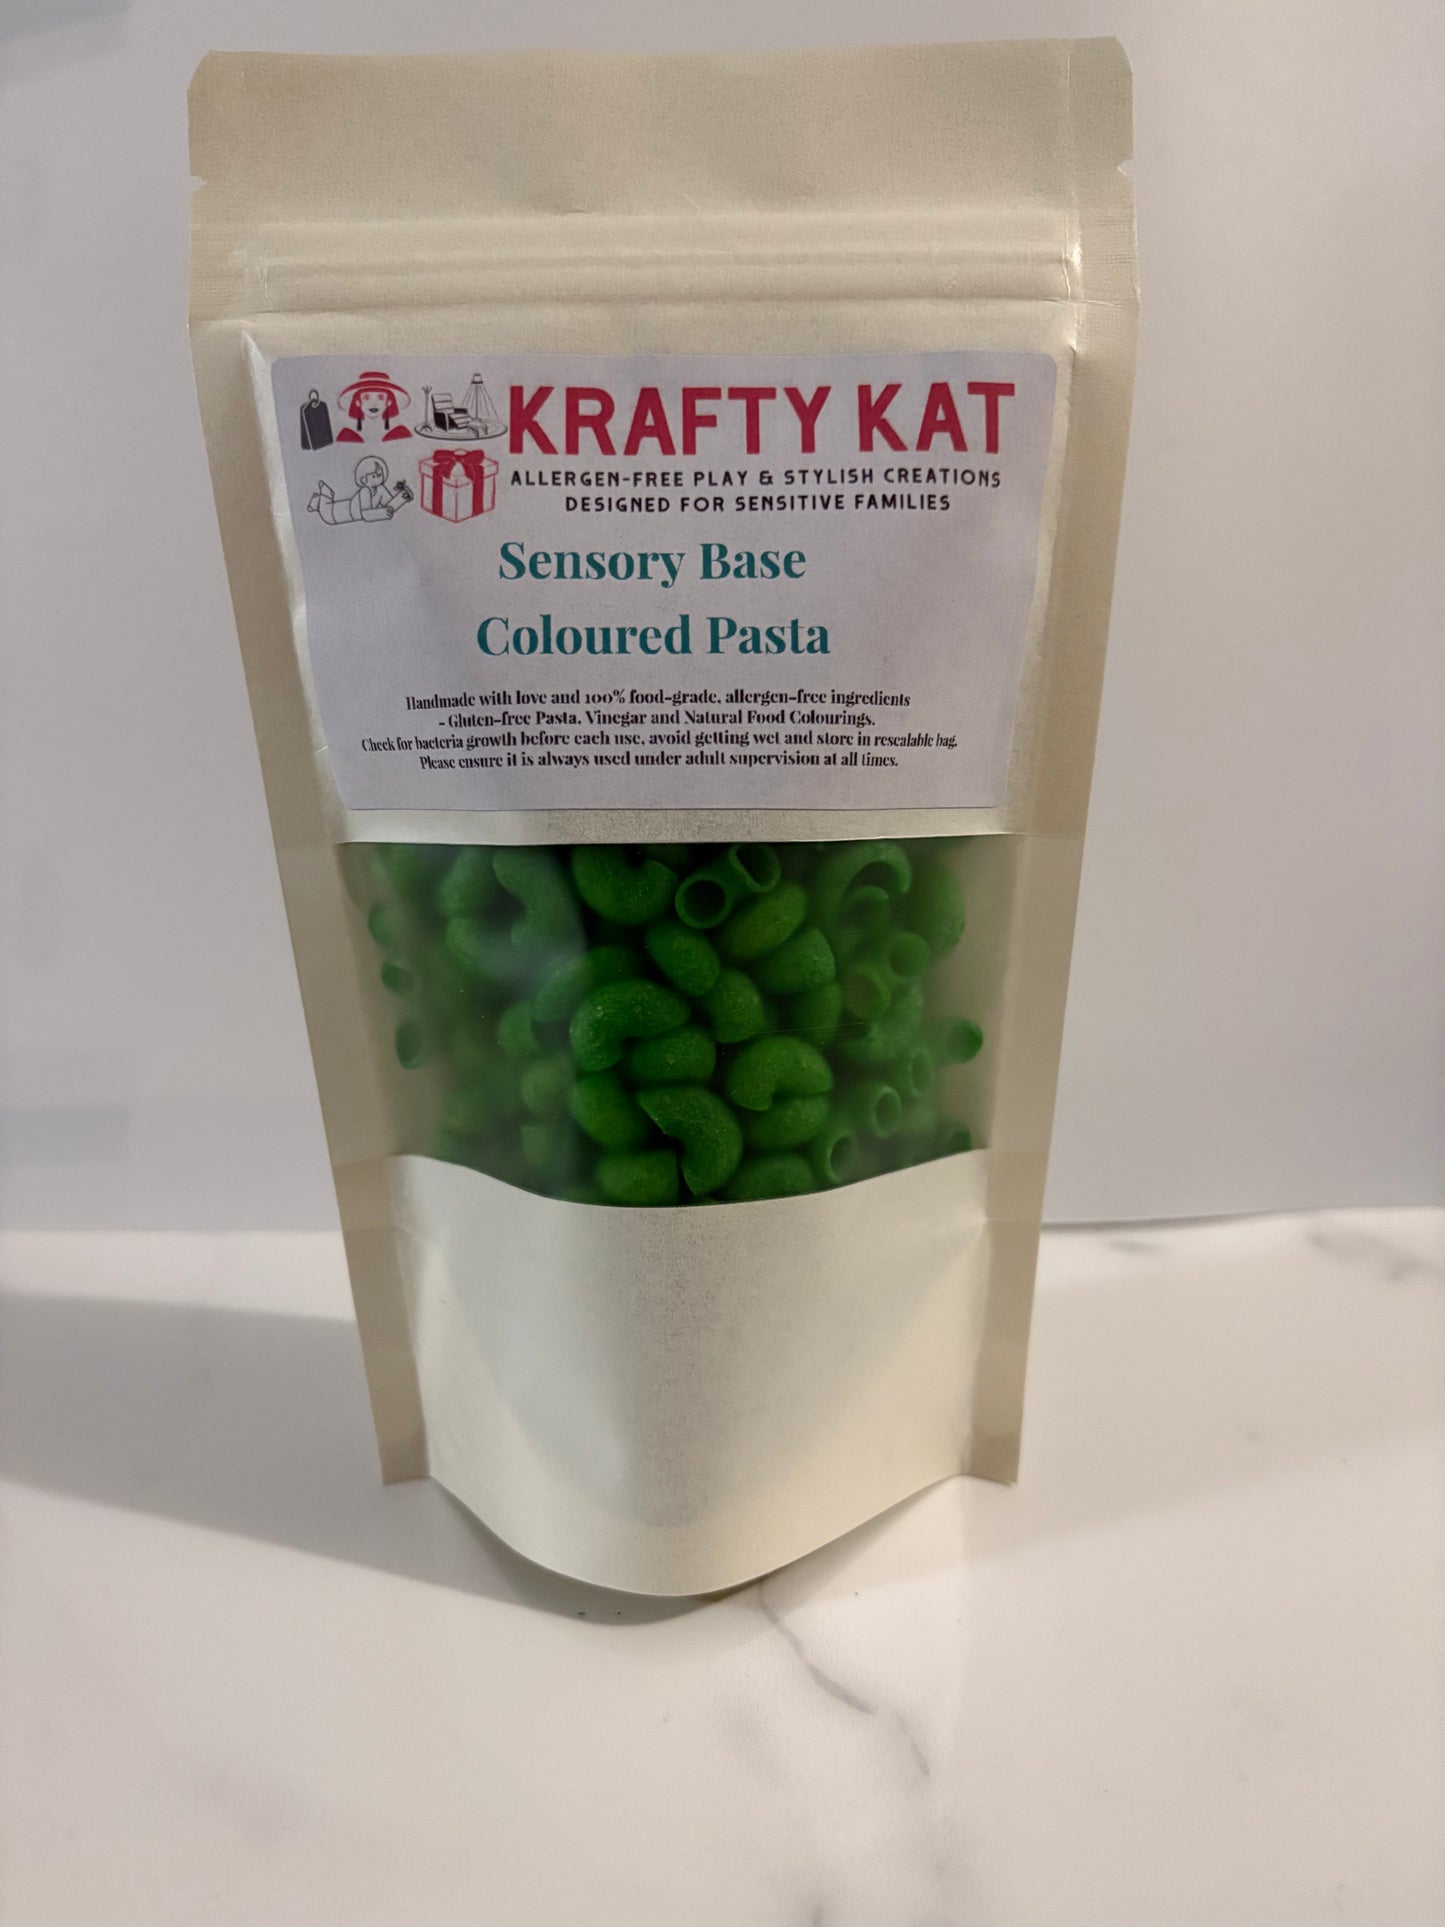 KRAFTY KAT
ALLERGEN-FREE PLAY & STYLISH CREATIONS
DESIGNED FOR SENSITIVE FAMILIES
Sensory Base
Coloured Pasta
Handmade with love and 100% food-grade, allergen-free ingredients
- Gluten-free Pasta, Vinegar and Natural Food Colourings.
Check for bacteria growth before each use, avoid getting wet and store in resealable bag.
Please ensure it is always used under adult supervision at all times.